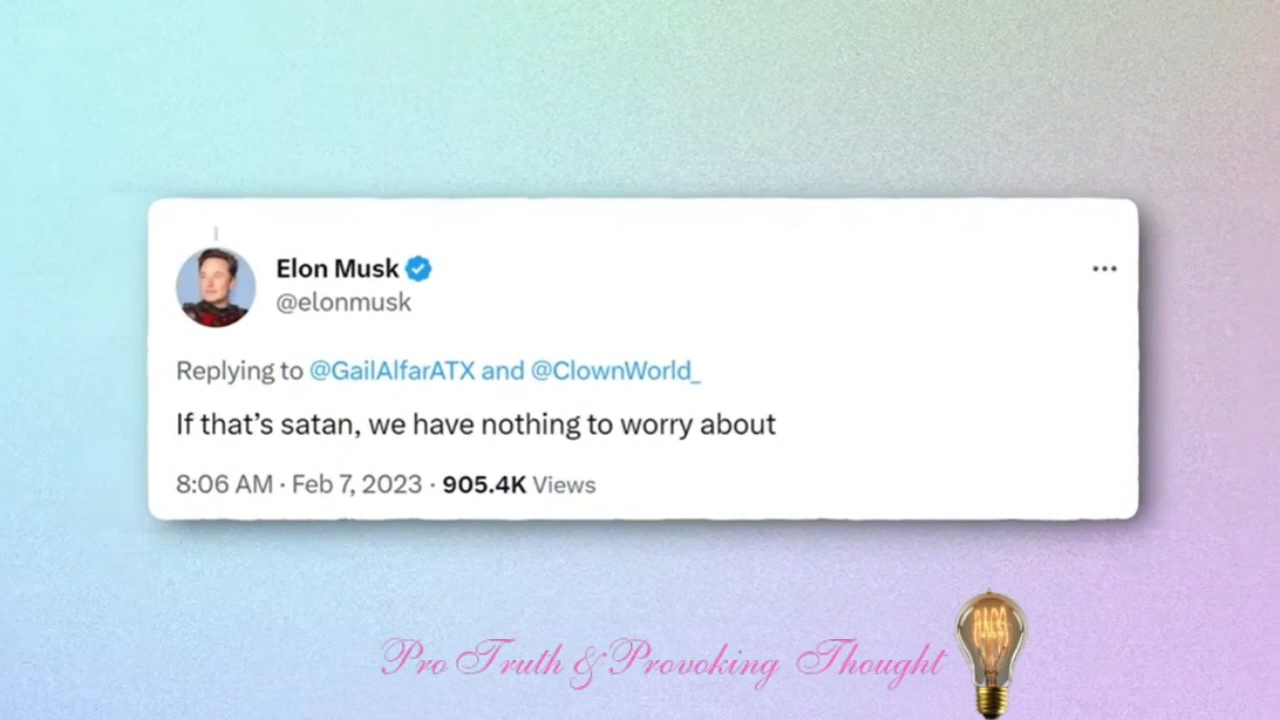 Elon Musk
@elonmusk
Replying to @GailAlfarATX and @ClownWorld_
If that’s satan, we have nothing to worry about
8:06 AM · Feb 7, 2023 · 905.4K Views
Pro Truth & Provoking Thought